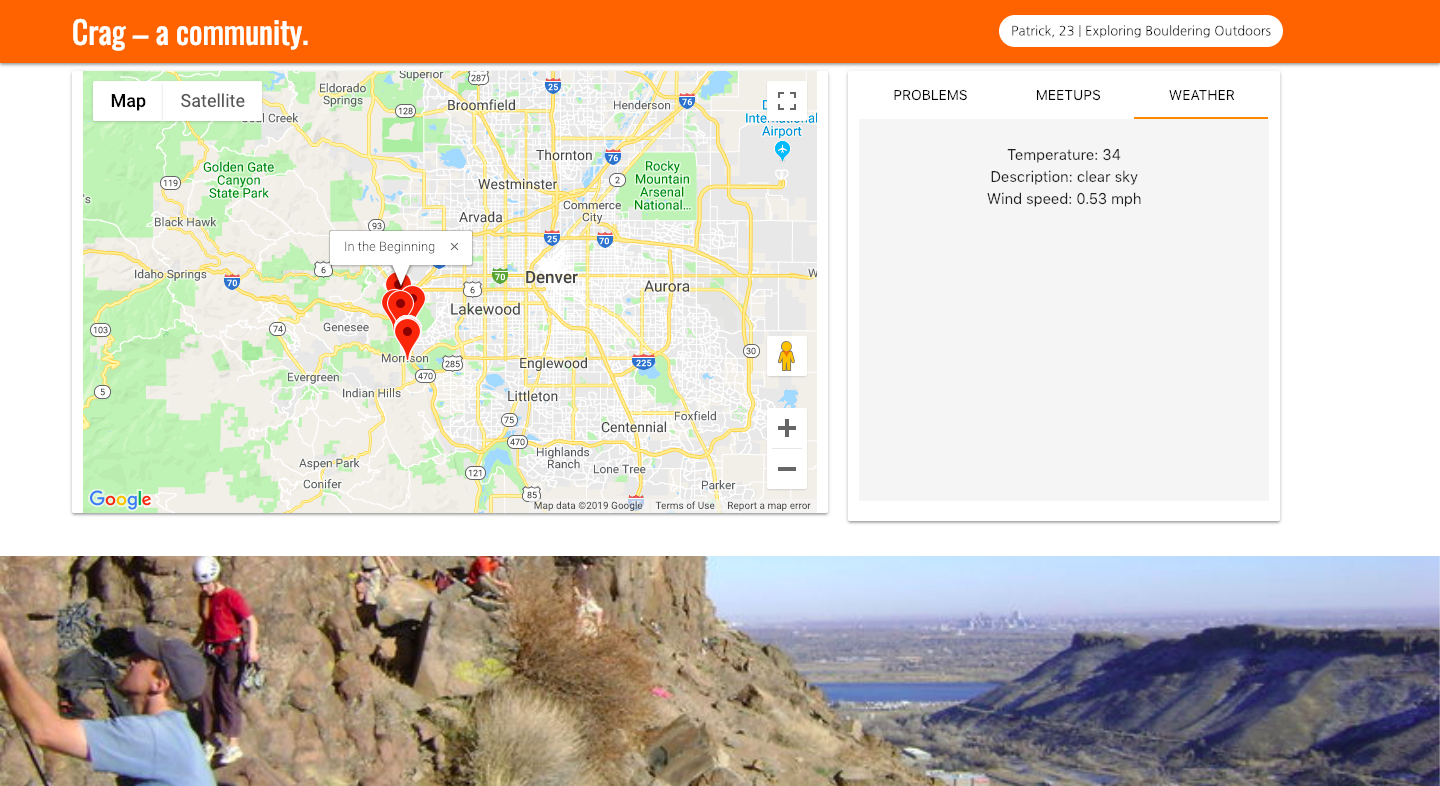 Crag – a community.
Patrick, 23 | Exploring Bouldering Outdoors
Map
Satellite
PROBLEMS
MEETUPS
WEATHER
Temperature: 34
Description: clear sky
Wind speed: 0.53 mph
Superior
287
25
Eldorado
Springs
128
Broomfield
Henderson
76
International
Airport
Coal Creek
Thornton
76
Golden Gate
Canyon
State Park
119
Westminster
2
Rocky
Mountain
Arsenal
National...
Commerce
City
Black Hawk
93
Arvada
25
70
In the Beginning
Idaho Springs
70
6
70
6
Denver
Aurora
Lakewood
103
74
Genesee
Morrison
285
470
Englewood
225
30
Evergreen
Indian Hills
5
Littleton
75
Foxfield
Centennial
470
Highlands
Ranch
Lone Tree
121
Aspen Park
Conifer
85
Parker
Google
Map data ©2019 Google
Terms of Use
Report a map error